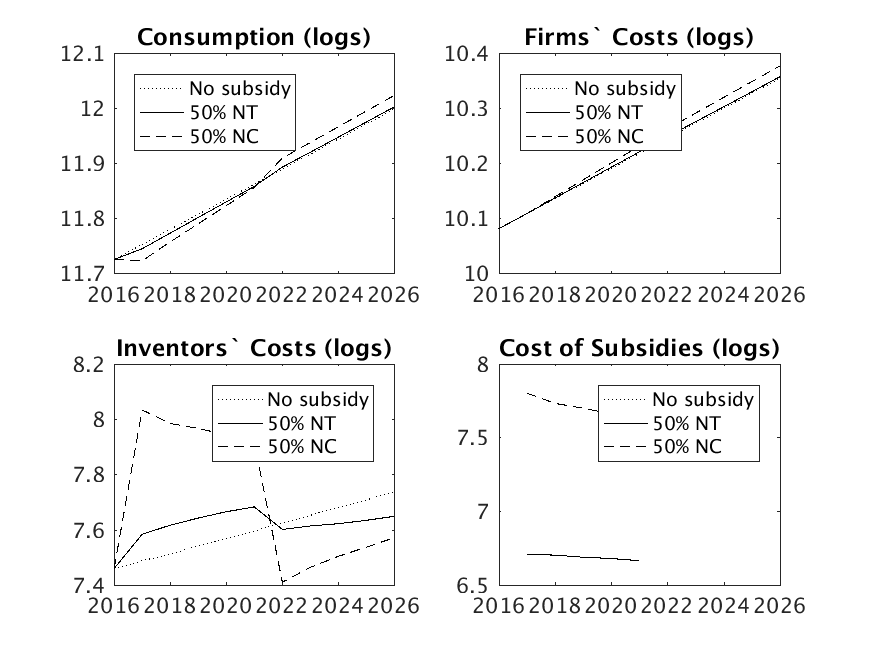 Consumption (logs)
12.1
12
11.9
11.8
11.7
No subsidy
50% NT
50% NC
2016 2018 2020 2022 2024 2026
Firms` Costs (logs)
10.4
10.3
10.2
10.1
10
No subsidy
50% NT
50% NC
2016 2018 2020 2022 2024 2026
Inventors` Costs (logs)
8.2
8
7.8
7.6
7.4
No subsidy
50% NT
50% NC
2016 2018 2020 2022 2024 2026
Cost of Subsidies (logs)
8
7.5
7
6.5
No subsidy
50% NT
50% NC
2016 2018 2020 2022 2024 2026